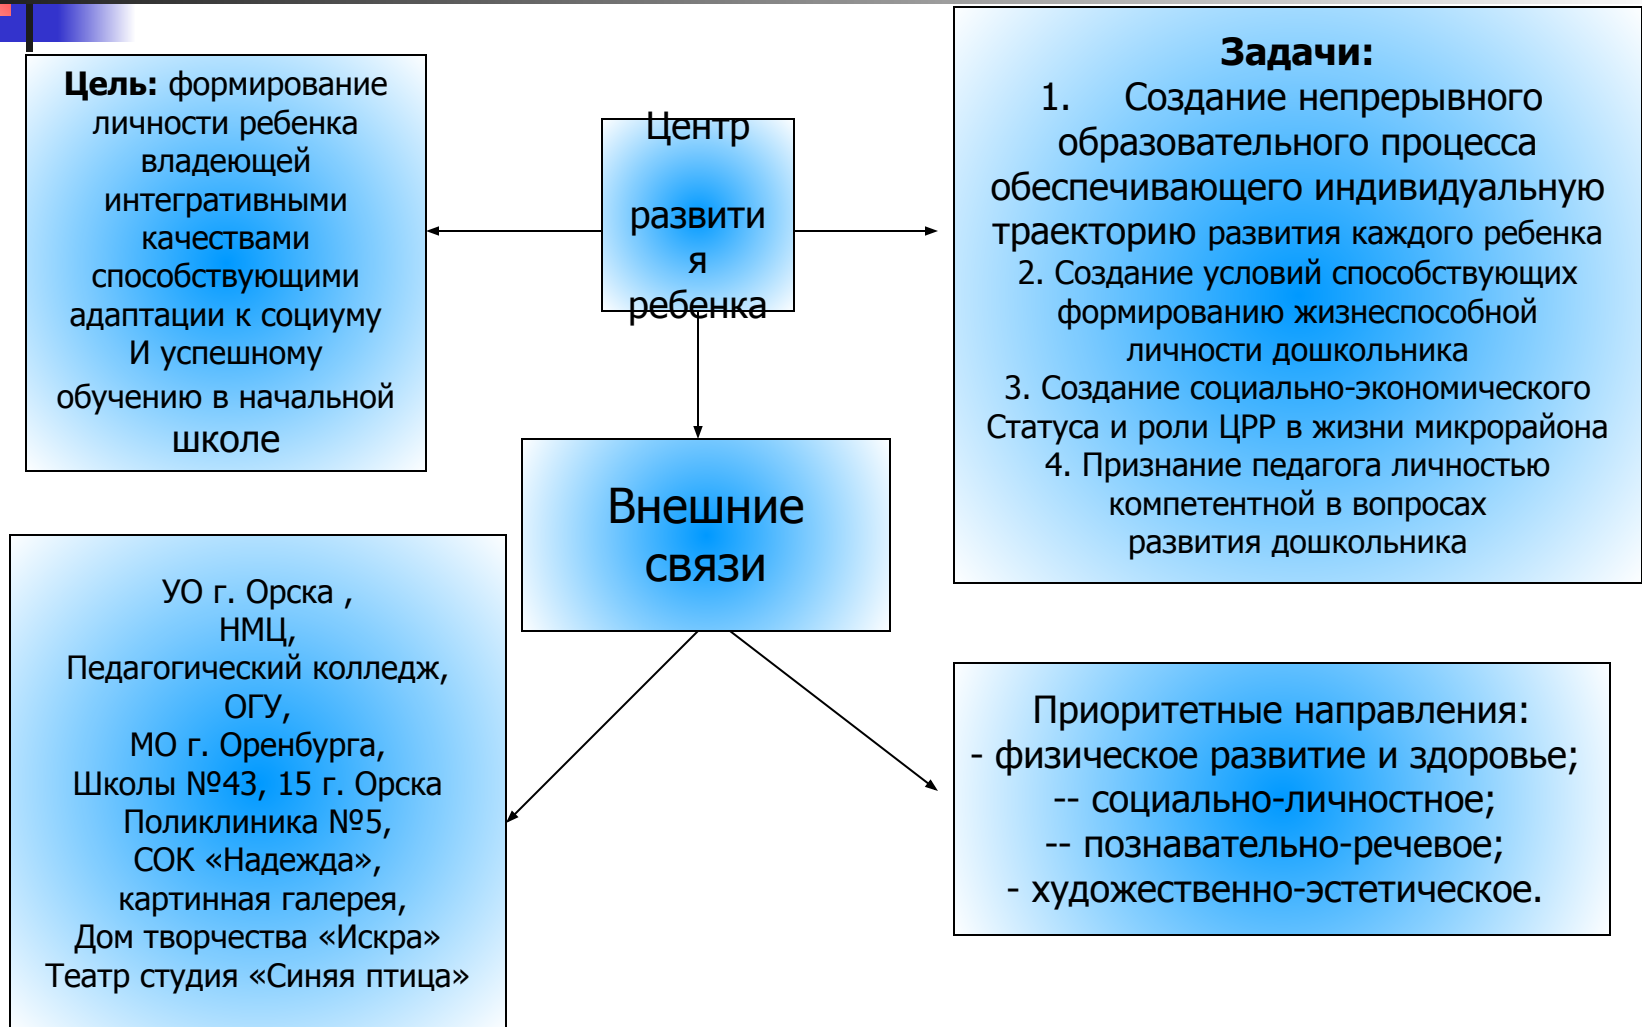 Цель: формирование
личности ребенка
владеющей
интегративными
качествами
способствующими
адаптации к социуму
И успешному
обучению в начальной
школе
Центр
развити
я
ребенка
Задачи:
1. Создание непрерывного
образовательного процесса
обеспечивающего индивидуальную
траекторию развития каждого ребенка
2. Создание условий способствующих
формированию жизнеспособной
личности дошкольника
3. Создание социально-экономического
Статуса и роли ЦРР в жизни микрорайона
4. Признание педагога личностью
компетентной в вопросах
развития дошкольника
Внешние
связи
УО г. Орска ,
НМЦ,
Педагогический колледж,
ОГУ,
МО г. Оренбурга,
Школы №43, 15 г. Орска
Поликлиника №5,
СОК «Надежда»,
картинная галерея,
Дом творчества «Искра»
Театр студия «Синяя птица»
Приоритетные направления:
- физическое развитие и здоровье;
-- социально-личностное;
-- познавательно-речевое;
- художественно-эстетическое.